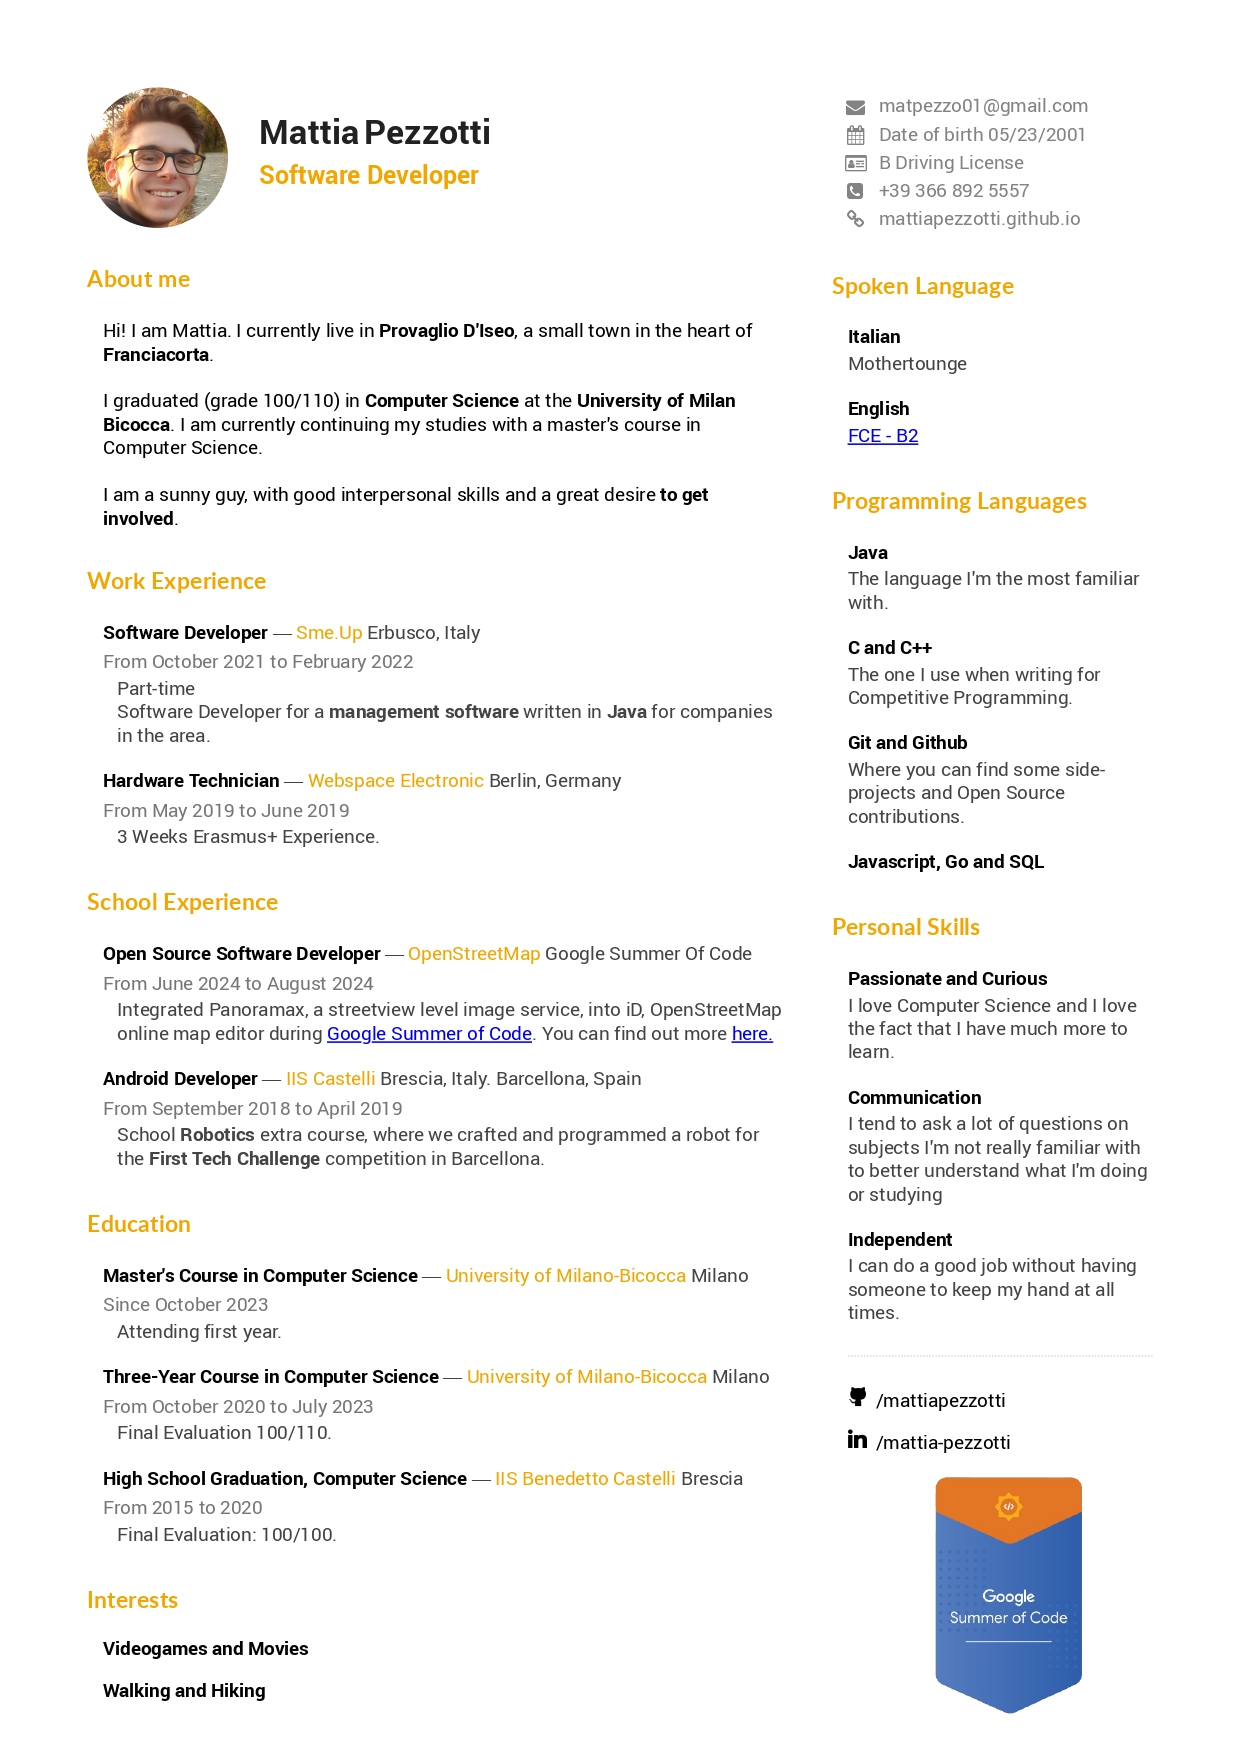 Mattia Pezzotti
Software Developer
matpezzo01@gmail.com
Date of birth 05/23/2001
B Driving License
+39 366 892 5557
mattiapezzotti.github.io
About me
Hi! I am Mattia. I currently live in Provaglio D'Iseo, a small town in the heart of
Franciacorta.
I graduated (grade 100/110) in Computer Science at the University of Milan
Bicocca. I am currently continuing my studies with a master's course in
Computer Science.
I am a sunny guy, with good interpersonal skills and a great desire to get
involved.
Work Experience
Software Developer — Sme.Up Erbusco, Italy
From October 2021 to February 2022
Part-time
Software Developer for a management software written in Java for companies
in the area.
Hardware Technician — Webspace Electronic Berlin, Germany
From May 2019 to June 2019
3 Weeks Erasmus+ Experience.
School Experience
Open Source Software Developer — OpenStreetMap Google Summer Of Code
From June 2024 to August 2024
Integrated Panoramax, a streetview level image service, into iD, OpenStreetMap
online map editor during Google Summer of Code. You can find out more here.
Android Developer — IIS Castelli Brescia, Italy. Barcellona, Spain
From September 2018 to April 2019
School Robotics extra course, where we crafted and programmed a robot for
the First Tech Challenge competition in Barcellona.
Education
Master's Course in Computer Science — University of Milano-Bicocca Milano
Since October 2023
Attending first year.
Three-Year Course in Computer Science — University of Milano-Bicocca Milano
From October 2020 to July 2023
Final Evaluation 100/110.
High School Graduation, Computer Science — IIS Benedetto Castelli Brescia
From 2015 to 2020
Final Evaluation: 100/100.
Interests
Videogames and Movies
Walking and Hiking
Spoken Language
Italian
Mothertounge
English
FCE - B2
Programming Languages
Java
The language I'm the most familiar
with.
C and C++
The one I use when writing for
Competitive Programming.
Git and Github
Where you can find some side-
projects and Open Source
contributions.
Javascript, Go and SQL
Personal Skills
Passionate and Curious
I love Computer Science and I love
the fact that I have much more to
learn.
Communication
I tend to ask a lot of questions on
subjects I'm not really familiar with
to better understand what I'm doing
or studying
Independent
I can do a good job without having
someone to keep my hand at all
times.
/mattiapezzotti
/mattia-pezzotti
Google
Summer of Code